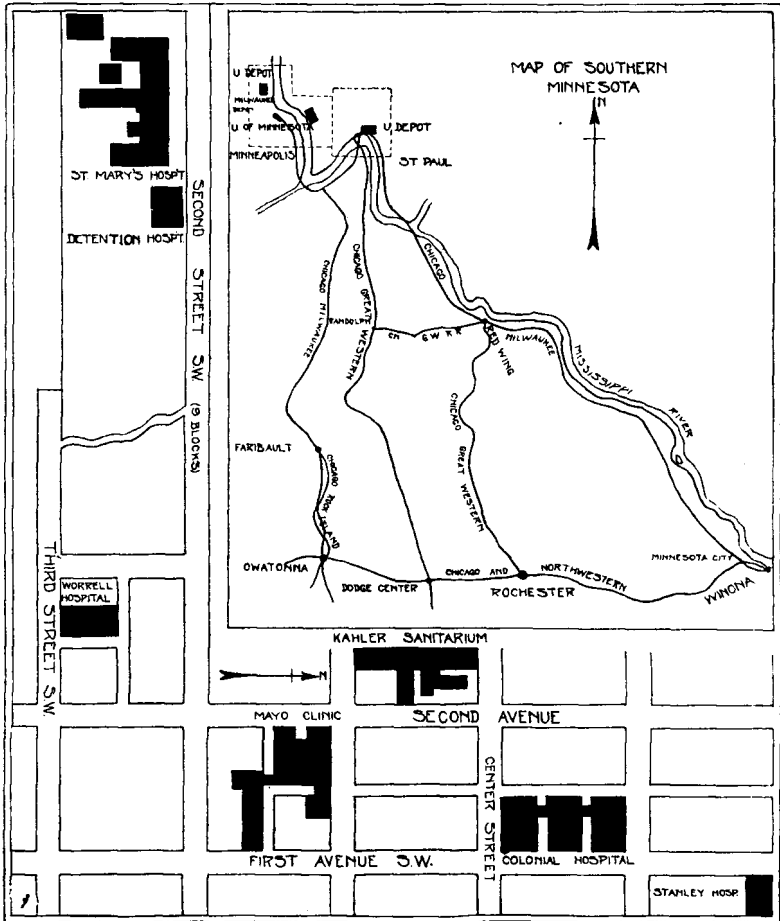 MAP OF SOUTHERN
MINNESOTA
N
U DEPOT
MILWAUKEE
DEPOT
U OF MINNESOTA
MINNEAPOLIS
U DEPOT
ST PAUL
CHICAGO
MILWAUKEE
MISSISSIPPI
RIVER
CHICAGO MILWAUKEE
CHICAGO GREAT
WESTERN
RANDOLPH
CH G W R R
RED WING
CHICAGO GREAT WESTERN
FARIBAULT
CHICAGO ROCK ISLAND
OWATONNA
DODGE CENTER
CHICAGO AND
NORTHWESTERN
ROCHESTER
MINNESOTA CITY
WINONA
ST MARY'S HOSPT
DETENTION HOSPT.
SECOND STREET S.W. (9 BLOCKS)
THIRD STREET S.W.
WORRELL
HOSPITAL
KAHLER SANITARIUM
N
MAYO CLINIC
SECOND AVENUE
CENTER STREET
FIRST AVENUE S.W.
COLONIAL HOSPITAL
STANLEY HOSP.